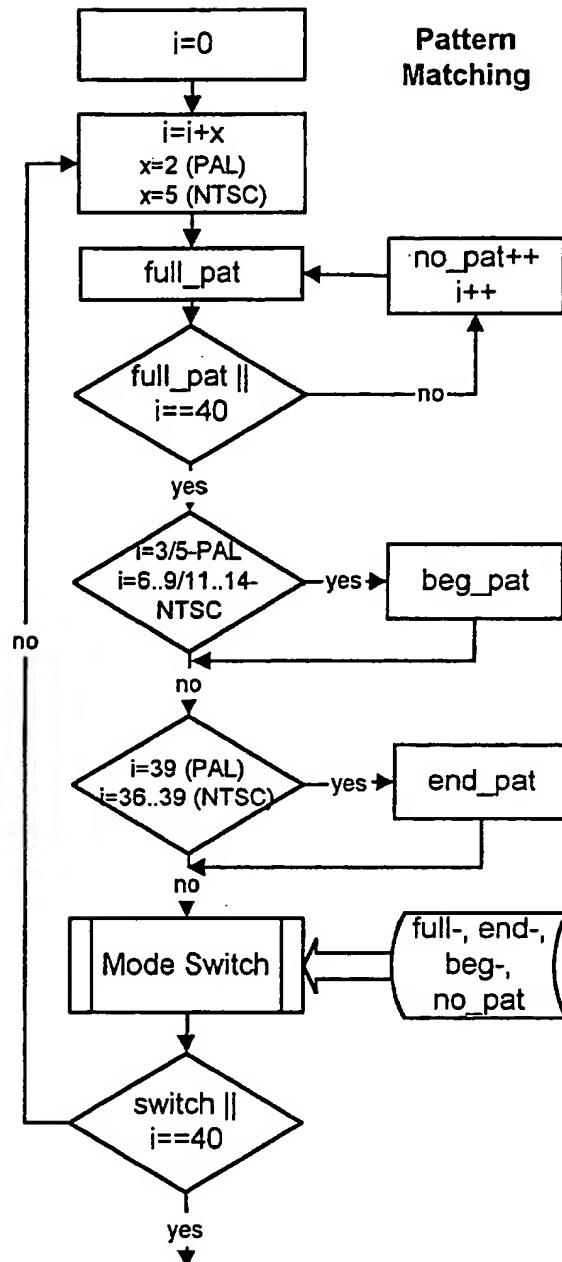 i=0
Pattern
Matching
i=i+x
x=2 (PAL)
x=5 (NTSC)
full_pat
no_pat++
i++
full_pat ||
i==40
no
yes
i=3/5-PAL
i=6..9/11..14-
NTSC
yes
beg_pat
no
no
i=39 (PAL)
i=36..39 (NTSC)
yes
end_pat
no
Mode Switch
full-, end-,
beg-,
no_pat
switch ||
i==40
yes